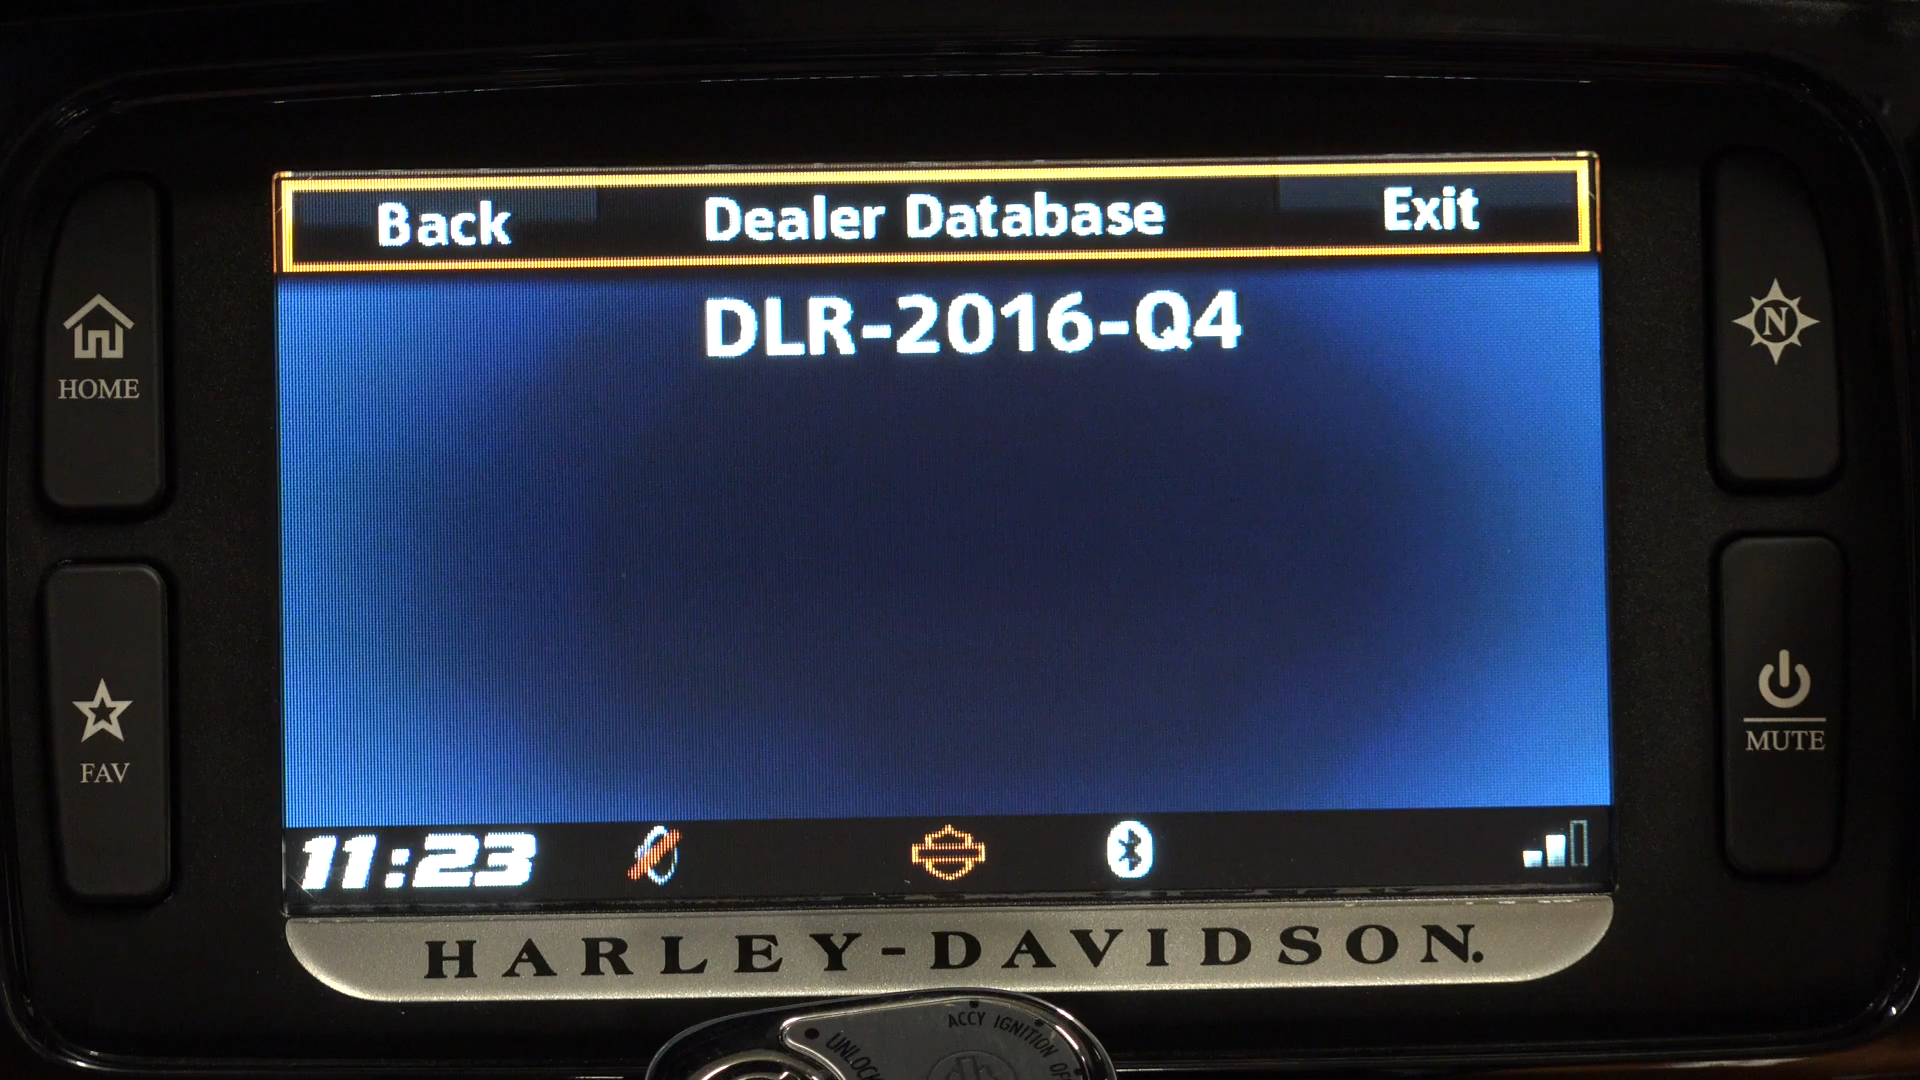 Back Dealer Database Exit
DLR-2016-Q4
HOME
N
FAV
MUTE
11:23
HARLEY-DAVIDSON.
ACCY IGNITION